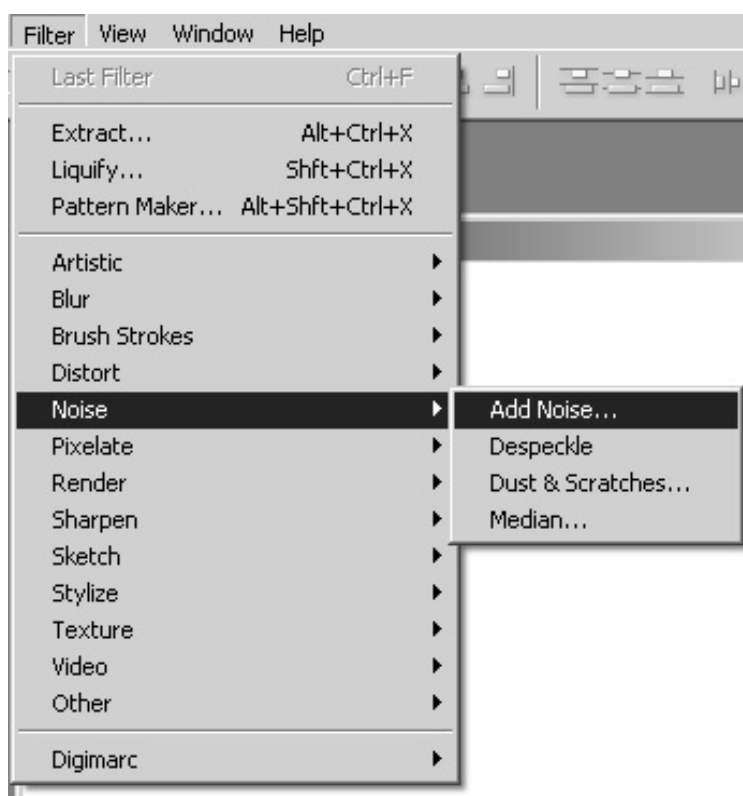 Filter View Window Help
Last Filter Ctrl+F
Extract... Alt+Ctrl+X
Liquify... Shft+Ctrl+X
Pattern Maker... Alt+Shft+Ctrl+X
Artistic
Blur
Brush Strokes
Distort
Noise
Add Noise...
Pixelate
Despeckle
Render
Dust & Scratches...
Sharpen
Median...
Sketch
Stylize
Texture
Video
Other
Digimarc